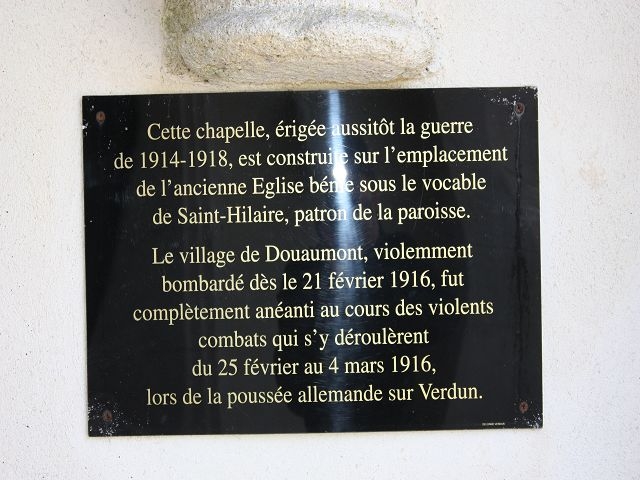 Cette chapelle, érigée aussitôt la guerre
de 1914-1918, est construite sur l'emplacement
de l'ancienne Eglise bénie sous le vocable
de Saint-Hilaire, patron de la paroisse.
Le village de Douaumont, violemment
bombardé dès le 21 février 1916, fut
complètement anéanti au cours des violents
combats qui s'y déroulèrent
du 25 février au 4 mars 1916,
lors de la poussée allemande sur Verdun.